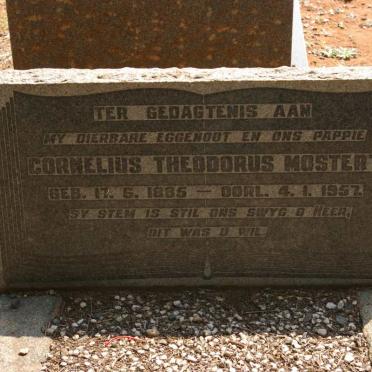 TER GEDAGTENIS AAN
MY DIERBARE EGGENOOT EN ONS PAPPIE
CORNELIUS THEODORUS MOSTERT
GEB. 17. 6. 1885 — OORL. 4. 1. 1957.
SY STEM IS STIL ONS SWYG O HEER,
DIT WAS U WIL.